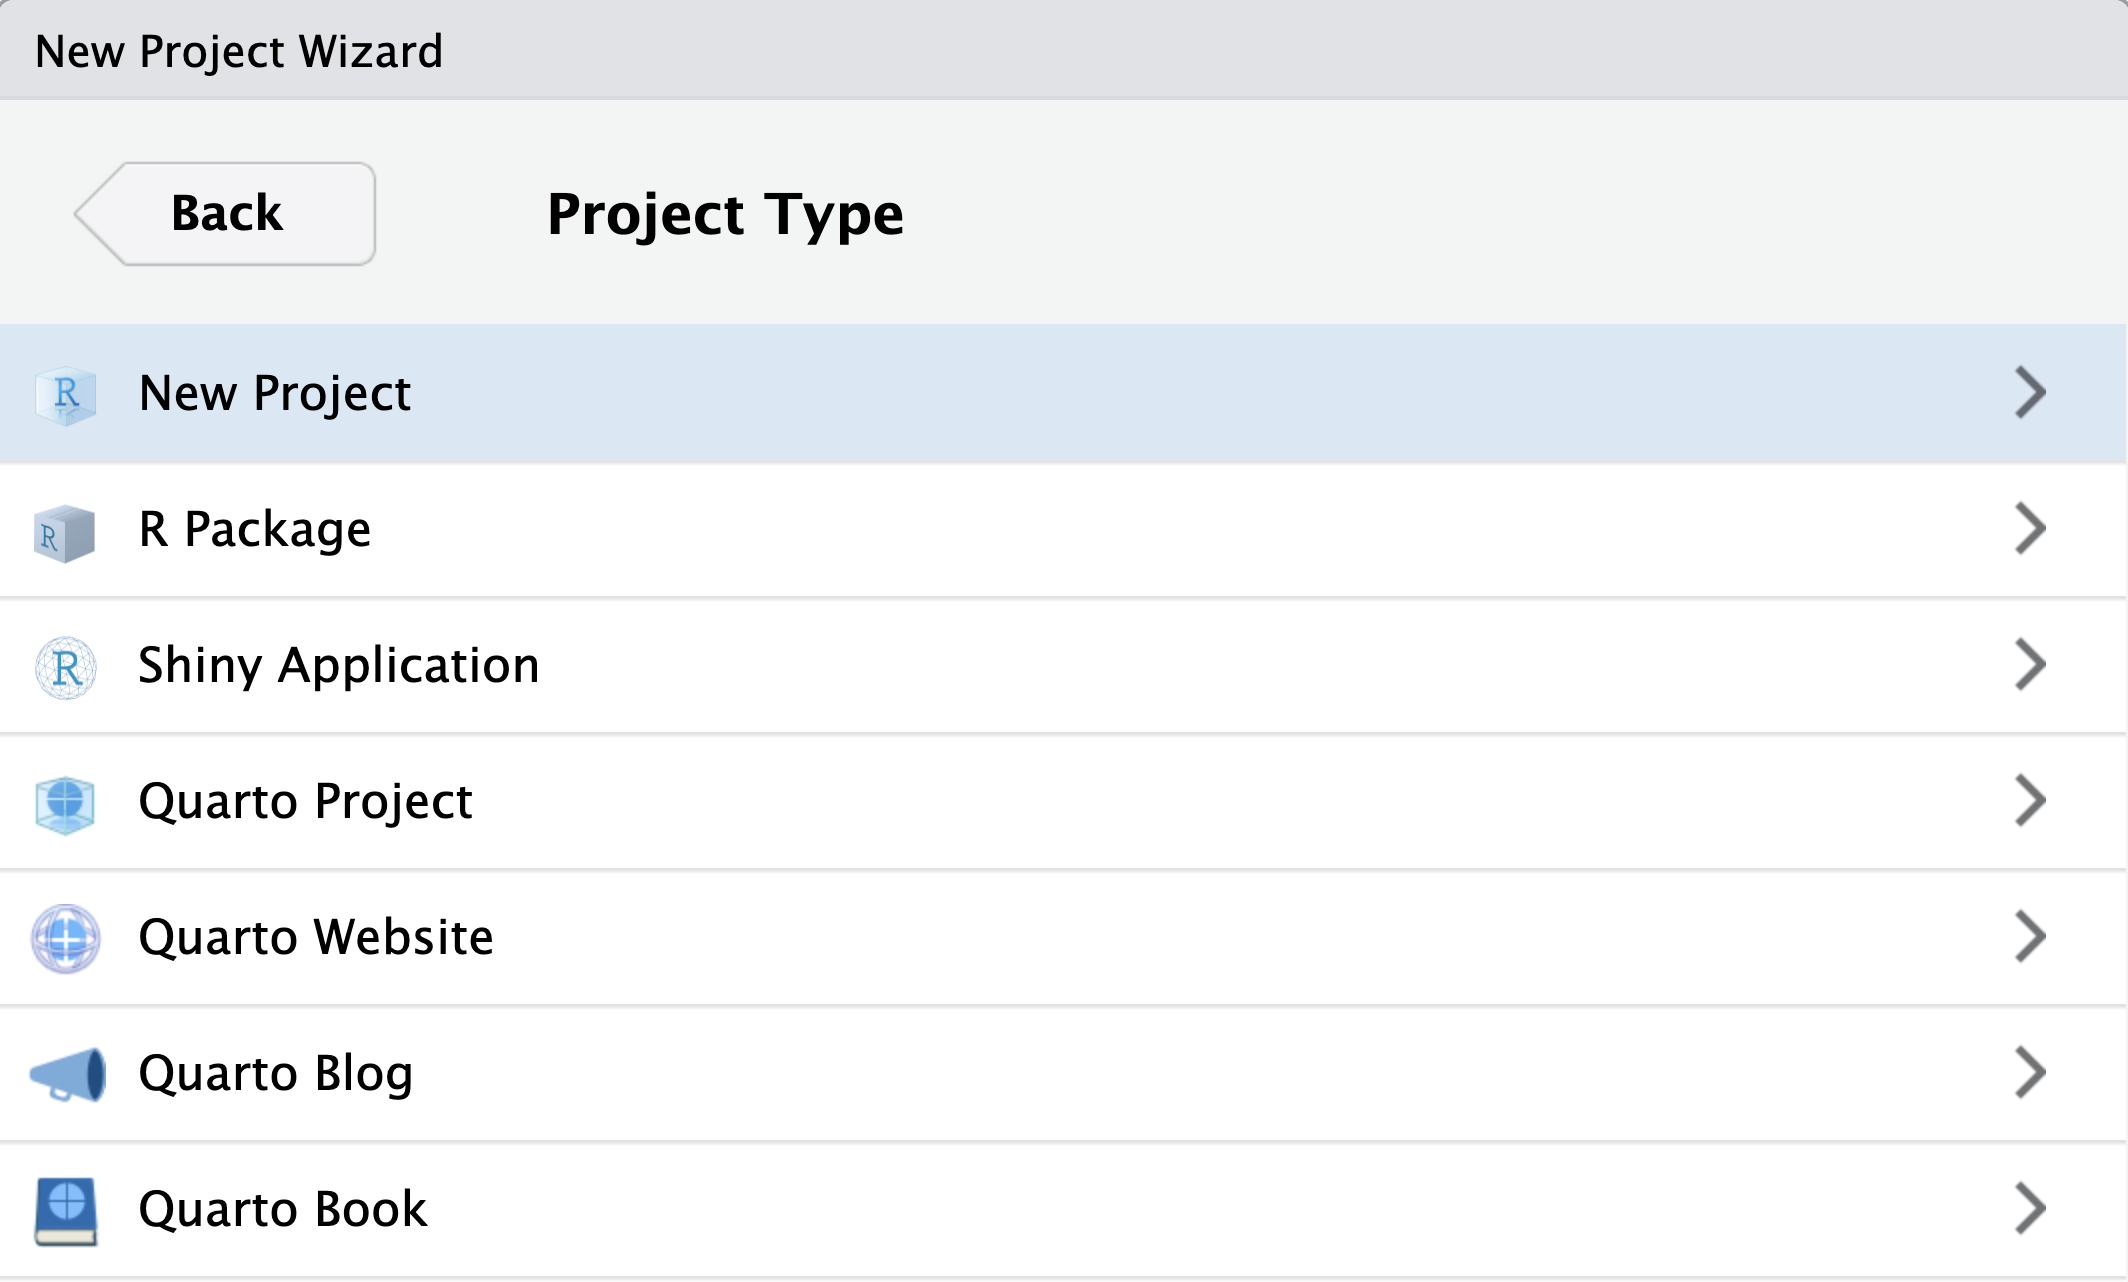 New Project Wizard
Back
Project Type
R
New Project
R
R Package
R
Shiny Application
Quarto Project
Quarto Website
Quarto Blog
Quarto Book